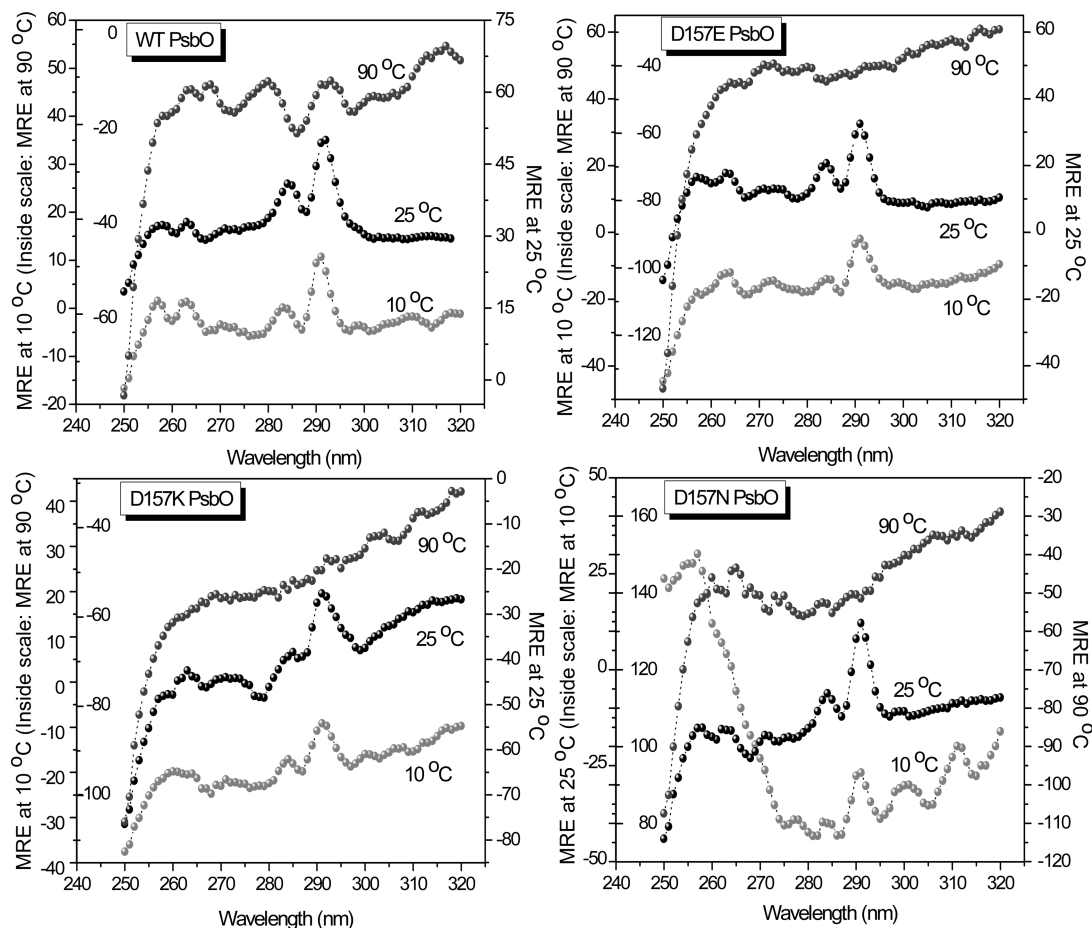 WT PsbO
90 °C
25 °C
10 °C
MRE at 10 °C (Inside scale: MRE at 90 °C)
60
50
40
30
20
10
0
-10
-20
0
-20
-40
-60
75
60
45
30
15
0
MRE at 25 °C
240 250 260 270 280 290 300 310 320
Wavelength (nm)
D157E PsbO
90 °C
25 °C
10 °C
MRE at 10 °C (Inside scale: MRE at 90 °C)
60
40
20
0
-20
-40
-40
-60
-80
-100
-120
60
40
20
0
-20
-40
MRE at 25 °C
240 250 260 270 280 290 300 310 320
Wavelength (nm)
D157K PsbO
90 °C
25 °C
10 °C
MRE at 10 °C (Inside scale: MRE at 90 °C)
40
30
20
10
0
-10
-20
-30
-40
-40
-60
-80
-100
0
-10
-20
-30
-40
-50
-60
-70
-80
MRE at 25 °C
240 250 260 270 280 290 300 310 320
Wavelength (nm)
D157N PsbO
90 °C
25 °C
10 °C
MRE at 25 °C (Inside scale: MRE at 10 °C)
50
25
0
-25
-50
160
140
120
100
80
-20
-30
-40
-50
-60
-70
-80
-90
-100
-110
-120
MRE at 90 °C
240 250 260 270 280 290 300 310 320
Wavelength (nm)